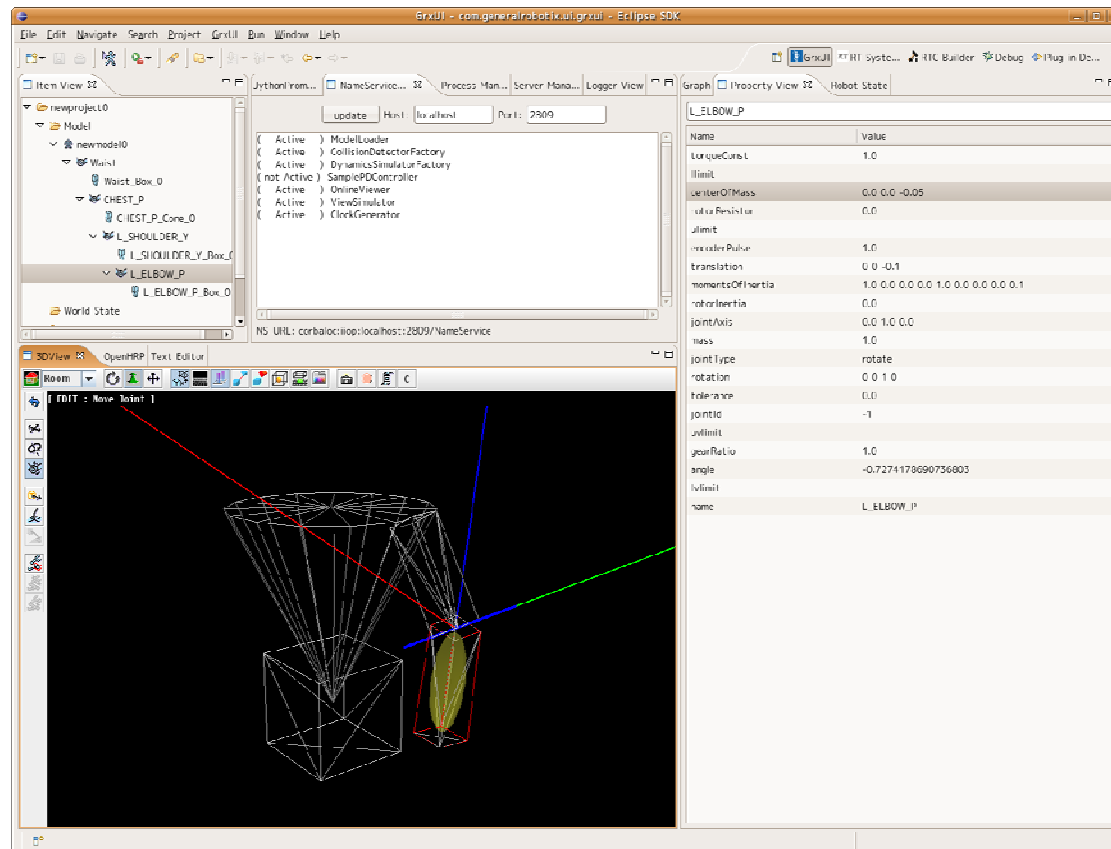 GrxUI - com.generalrobotix.ui.grxui - Eclipse SDK
File Edit Navigate Search Project GrxUI Run Window Help
GrxUI RT Syste... RTC Builder Debug Plug-in De...
Item View
newproject0
Model
newmodel0
Waist
Waist_Box_0
CHEST_P
CHEST_P_Cone_0
L_SHOULDER_Y
L_SHOULDER_Y_Box_0
L_ELBOW_P
L_ELBOW_P_Box_0
World State
JythonProm... NameService... Process Man... Server Mana... Logger View
update Host: localhost Port: 2809
( Active ) ModelLoader
( Active ) CollisionDetectorFactory
( Active ) DynamicsSimulatorFactory
( not Active ) SamplePDController
( Active ) OnlineViewer
( Active ) ViewSimulator
( Active ) ClockGenerator
NS URL: corbaloc:iiop:localhost:2809/NameService
3DView OpenHRP Text Editor
Room
[ EDIT : Move Joint ]
Graph Property View Robot State
L_ELBOW_P
Name Value
torqueConst 1.0
llimit
centerOfMass 0.0 0.0 -0.05
rotorResistor 0.0
ulimit
encoderPulse 1.0
translation 0 0 -0.1
momentsOfInertia 1.0 0.0 0.0 0.0 1.0 0.0 0.0 0.0 0.1
rotorInertia 0.0
jointAxis 0.0 1.0 0.0
mass 1.0
jointType rotate
rotation 0 0 1 0
tolerance 0.0
jointId -1
uvlimit
gearRatio 1.0
angle -0.7274178690736803
lvlimit
name L_ELBOW_P